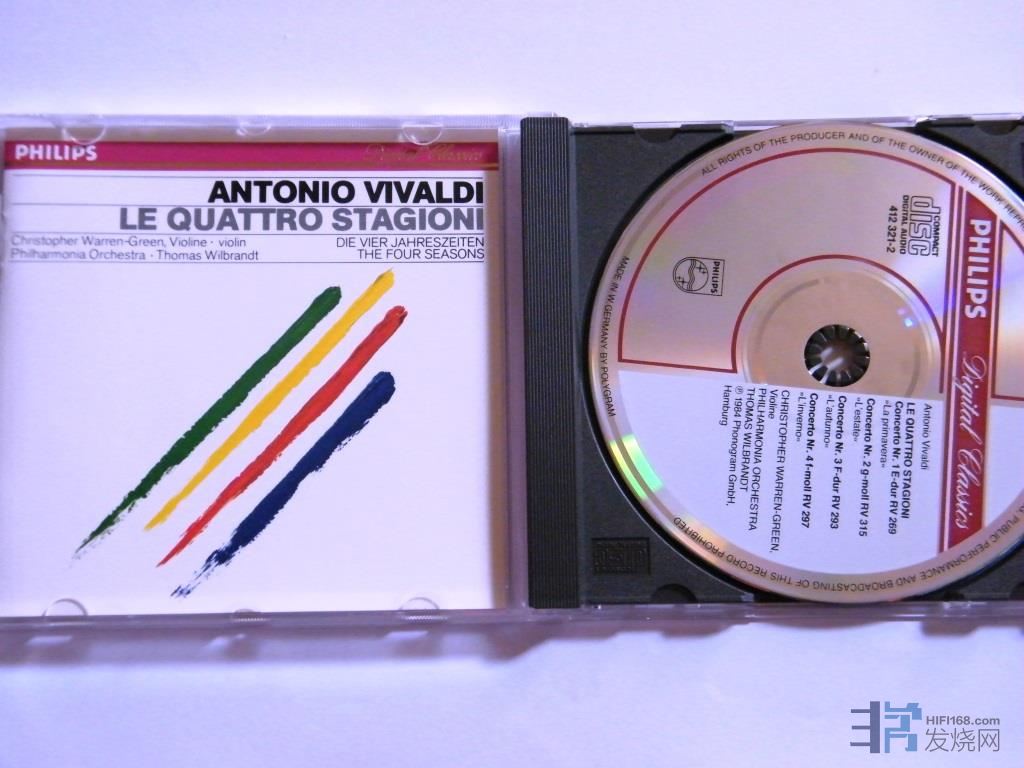 PHILIPS
Digital Classics
ANTONIO VIVALDI
LE QUATTRO STAGIONI
Christopher Warren-Green, Violine · violin
Philharmonia Orchestra · Thomas Wilbrandt
DIE VIER JAHRESZEITEN
THE FOUR SEASONS
ALL RIGHTS OF THE PRODUCER AND OF THE OWNER OF THE WORK
PUBLIC PERFORMANCE AND BROADCASTING OF THIS RECORD PROHIBITED
MADE IN W. GERMANY BY POLYGRAM
PHILIPS
Digital Classics
COMPACT
disc
DIGITAL AUDIO
412 321-2
PHILIPS
Antonio Vivaldi
LE QUATTRO STAGIONI
Concerto Nr. 1 E-dur RV 269
»La primavera«
Concerto Nr. 2 g-moll RV 315
»L'estate«
Concerto Nr. 3 F-dur RV 293
»L'autunno«
Concerto Nr. 4 f-moll RV 297
»L'inverno«
CHRISTOPHER WARREN-GREEN,
Violine
PHILHARMONIA ORCHESTRA
THOMAS WILBRANDT
℗ 1984 Phonogram GmbH,
Hamburg
HIFI168.com
发烧网